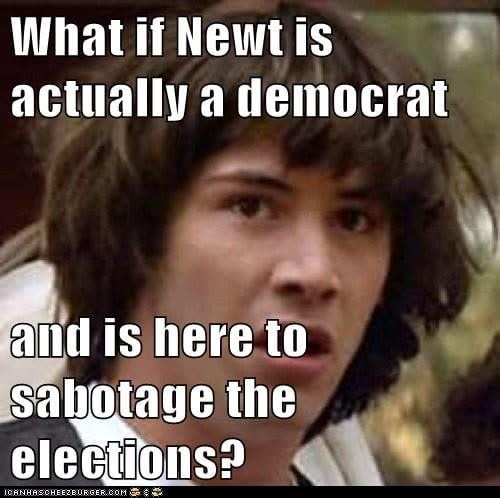 What if Newt is
actually a democrat
and is here to
sabotage the
elections?
ICANHASCHEEZBURGER.COM